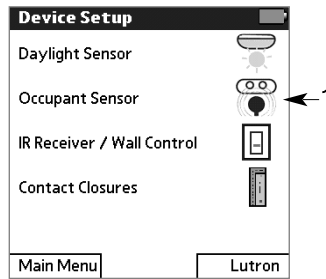 Device Setup
Daylight Sensor
Occupant Sensor
IR Receiver / Wall Control
Contact Closures
Main Menu
Lutron